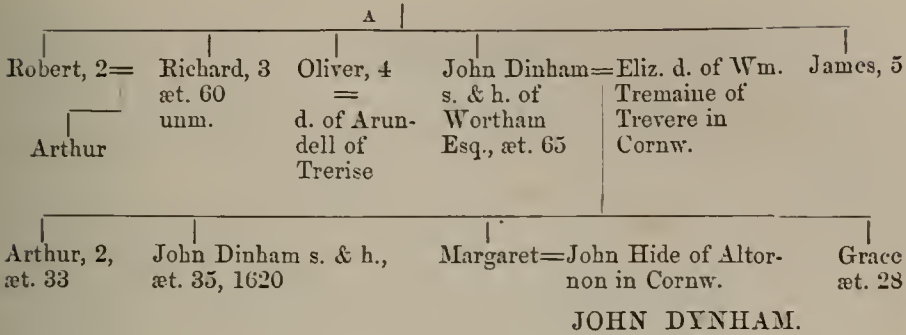 A
Robert, 2= Richard, 3 Oliver, 4 John Dinham=Eliz. d. of Wm. James, 5
æt. 60 = s. & h. of Tremaine of
unm. d. of Arun- Wortham Trevere in
Arthur dell of Esq., æt. 65 Cornw.
Trerise
Arthur, 2, John Dinham s. & h., Margaret=John Hide of Altor- Grace
æt. 33 æt. 35, 1620 non in Cornw. æt. 28
JOHN DYNHAM.